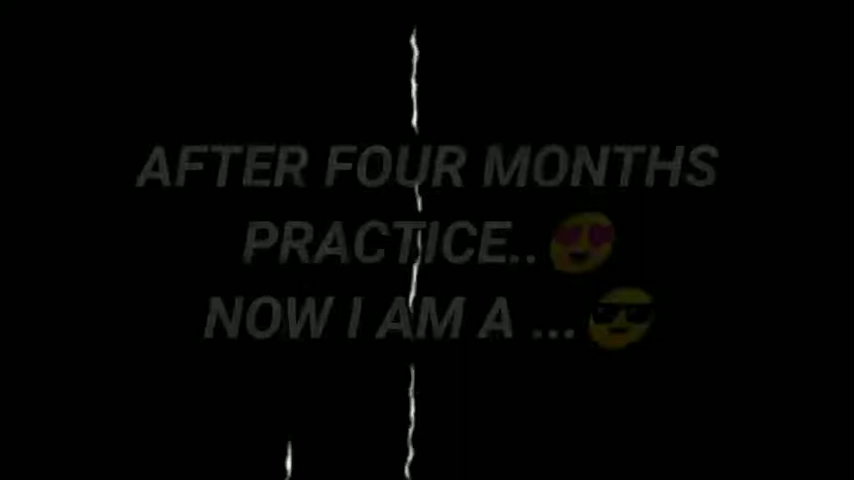 AFTER FOUR MONTHS
PRACTICE..😍
NOW I AM A ...😎